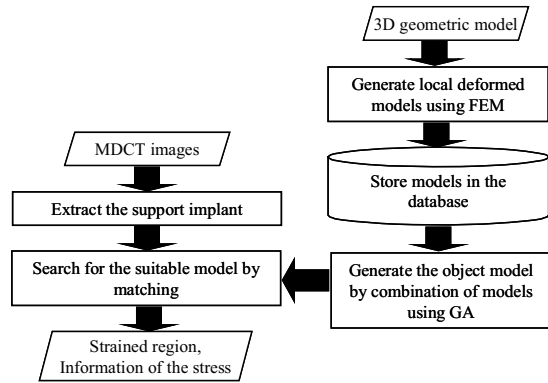 3D geometric model
Generate local deformed
models using FEM
MDCT images
Store models in the
database
Extract the support implant
Search for the suitable model by
matching
Generate the object model
by combination of models
using GA
Strained region,
Information of the stress